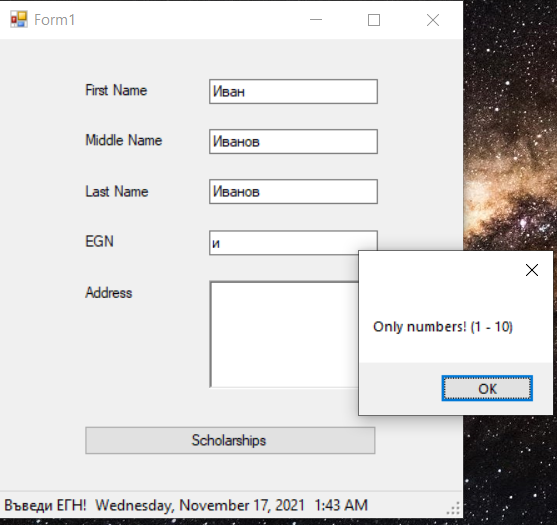 Form1
First Name
Иван
Middle Name
Иванов
Last Name
Иванов
EGN
и
Address
Only numbers! (1 - 10)
OK
Scholarships
Въведи ЕГН! Wednesday, November 17, 2021 1:43 AM